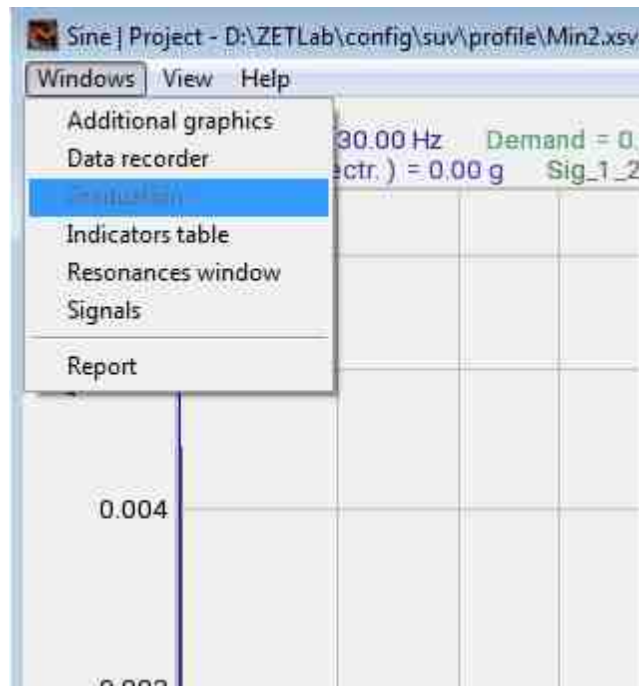 Sine | Project - D:\ZETLab\config\suv\profile\Min2.xsv
Windows View Help
Additional graphics
30.00 Hz Demand = 0.
Data recorder
ectr. ) = 0.00 g Sig_1_2
Graduation
Indicators table
Resonances window
Signals
Report
0.004